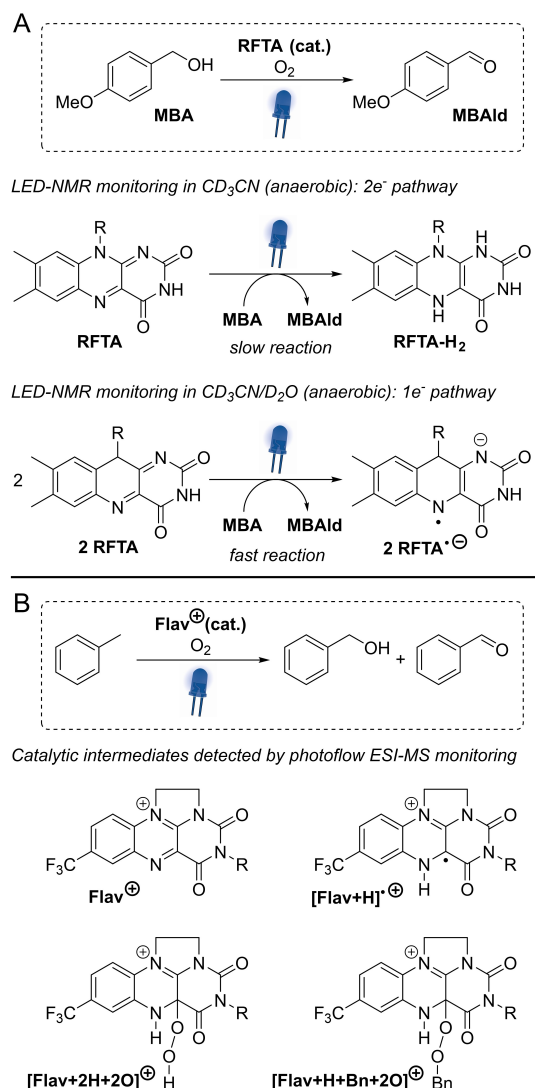 A
RFTA (cat.)
O2
OH
MeO
MBA
O
MeO
MBAld
LED-NMR monitoring in CD3CN (anaerobic): 2e- pathway
R
N
N
O
NH
N
O
RFTA
MBA
MBAld
slow reaction
R
H
N
N
O
NH
N
H
O
RFTA-H2
LED-NMR monitoring in CD3CN/D2O (anaerobic): 1e- pathway
2
R
N
O
NH
N
O
2 RFTA
MBA
MBAld
fast reaction
R
⊖
N
O
NH
N
•
O
2 RFTA•⊖
B
Flav⊕(cat.)
O2
OH
+
O
Catalytic intermediates detected by photoflow ESI-MS monitoring
⊕
N
N
O
F3C
N
N
R
O
Flav⊕
⊕
N
N
O
F3C
N
H
•
N
R
O
[Flav+H]•⊕
⊕
N
N
O
F3C
N
H
N
R
O
O
O
H
[Flav+2H+2O]⊕
⊕
N
N
O
F3C
N
H
N
R
O
O
O
Bn
[Flav+H+Bn+2O]⊕